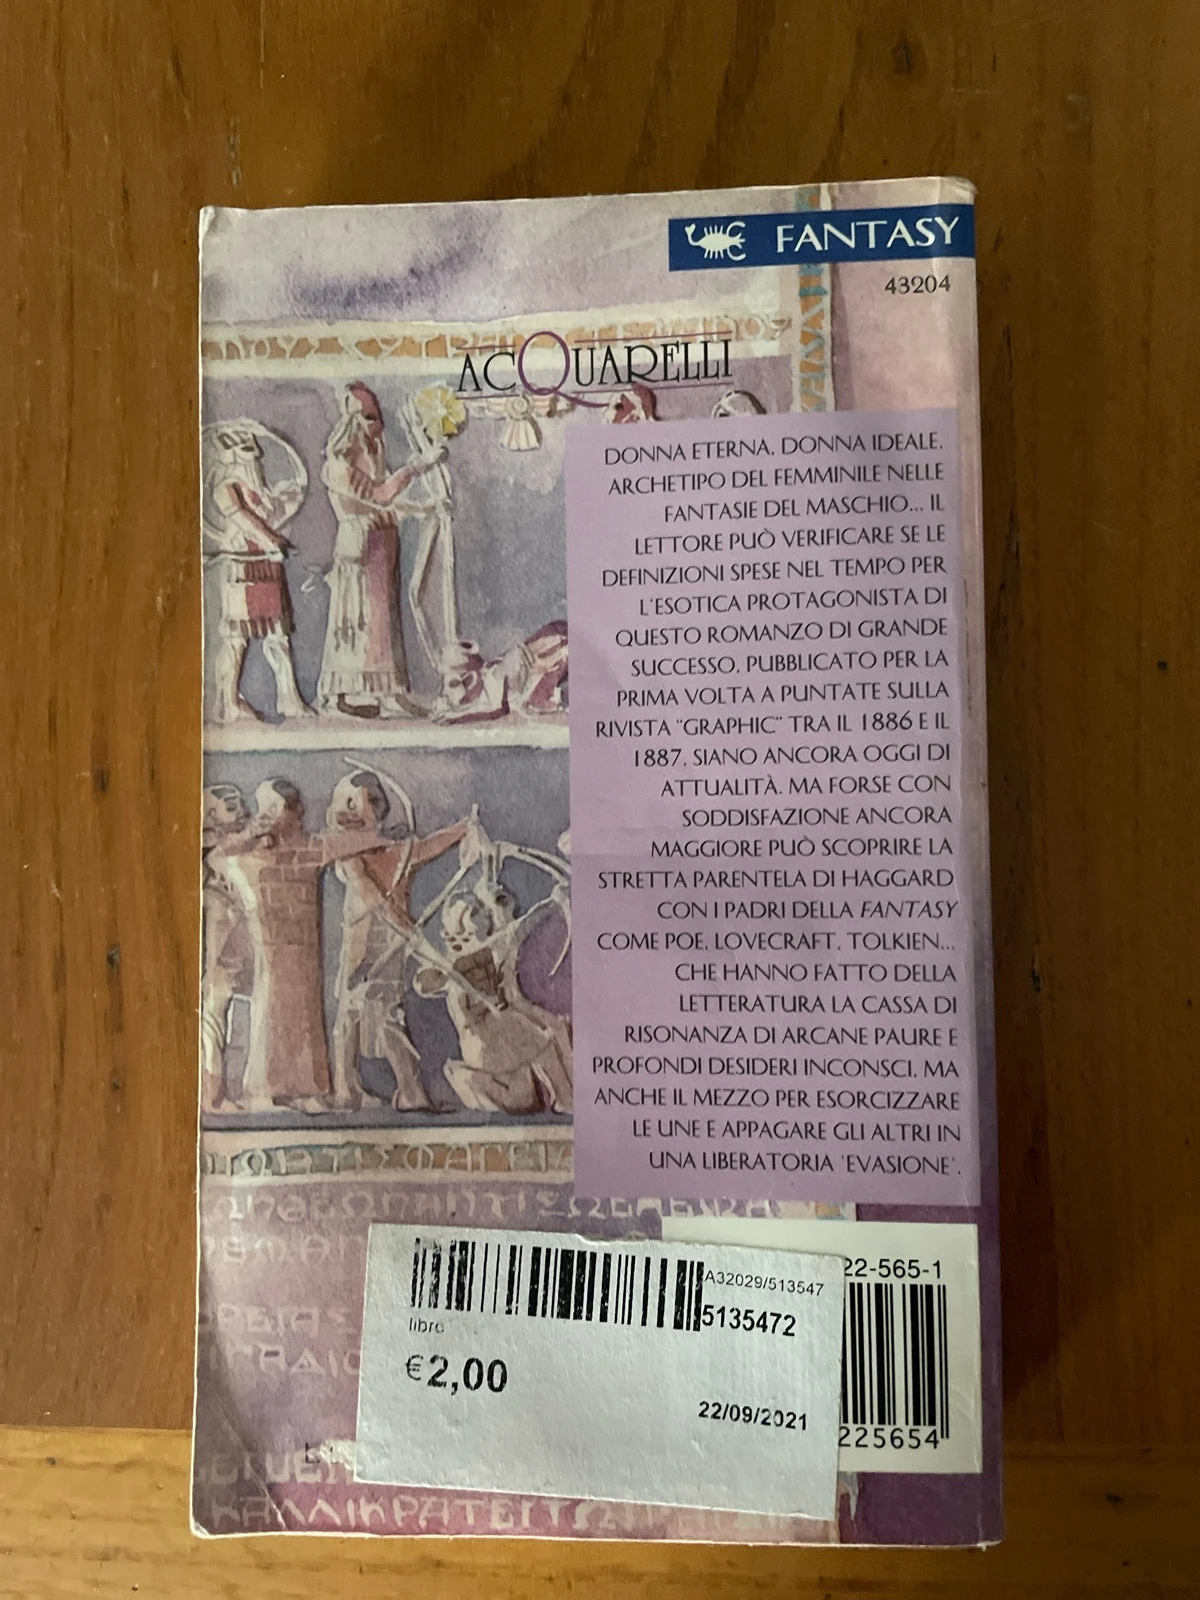 FANTASY
43204
ACQUARELLI
DONNA ETERNA, DONNA IDEALE,
ARCHETIPO DEL FEMMINILE NELLE
FANTASIE DEL MASCHIO... IL
LETTORE PUÒ VERIFICARE SE LE
DEFINIZIONI SPESE NEL TEMPO PER
L'ESOTICA PROTAGONISTA DI
QUESTO ROMANZO DI GRANDE
SUCCESSO, PUBBLICATO PER LA
PRIMA VOLTA A PUNTATE SULLA
RIVISTA "GRAPHIC" TRA IL 1886 E IL
1887, SIANO ANCORA OGGI DI
ATTUALITÀ. MA FORSE CON
SODDISFAZIONE ANCORA
MAGGIORE PUÒ SCOPRIRE LA
STRETTA PARENTELA DI HAGGARD
CON I PADRI DELLA FANTASY
COME POE, LOVECRAFT, TOLKIEN...
CHE HANNO FATTO DELLA
LETTERATURA LA CASSA DI
RISONANZA DI ARCANE PAURE E
PROFONDI DESIDERI INCONSCI, MA
ANCHE IL MEZZO PER ESORCIZZARE
LE UNE E APPAGARE GLI ALTRI IN
UNA LIBERATORIA 'EVASIONE'.
22-565-1
A32029/513547
5135472
libro
€2,00
22/09/2021
225654
ΚΑΛΛΙΚΡΑΤΕΙ